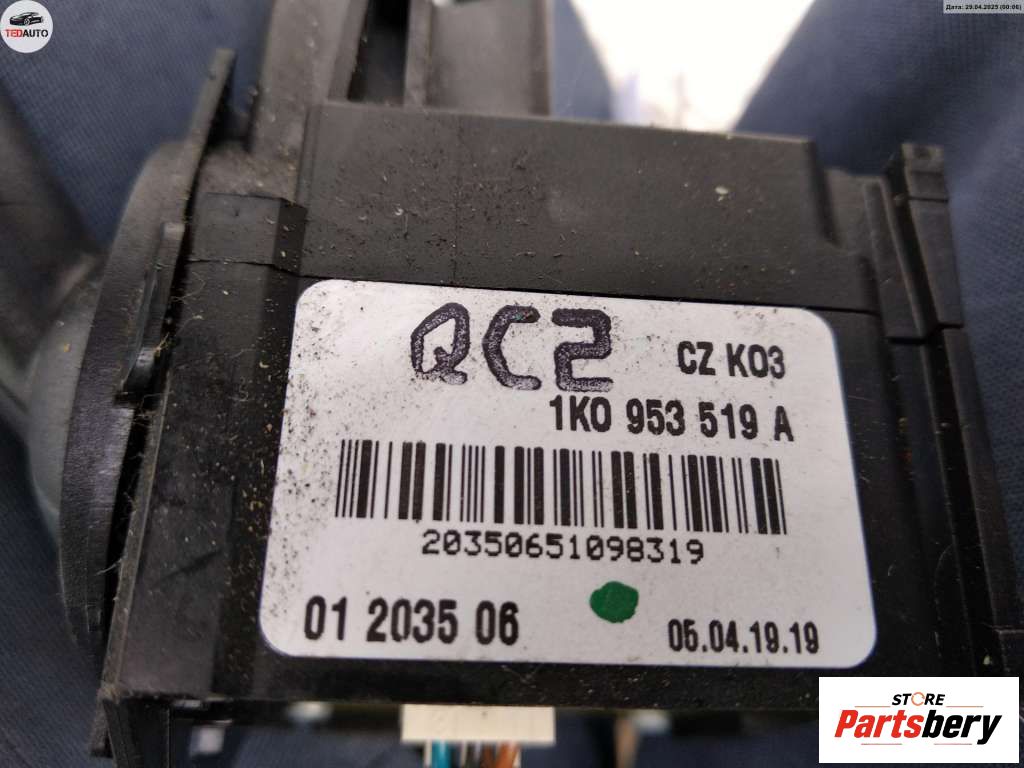 Дата: 29.04.2025 (00:06)
TEDAUTO
QC2
CZ K03
1K0 953 519 A
20350651098319
01 2035 06
05.04.19.19
STORE
Partsbery